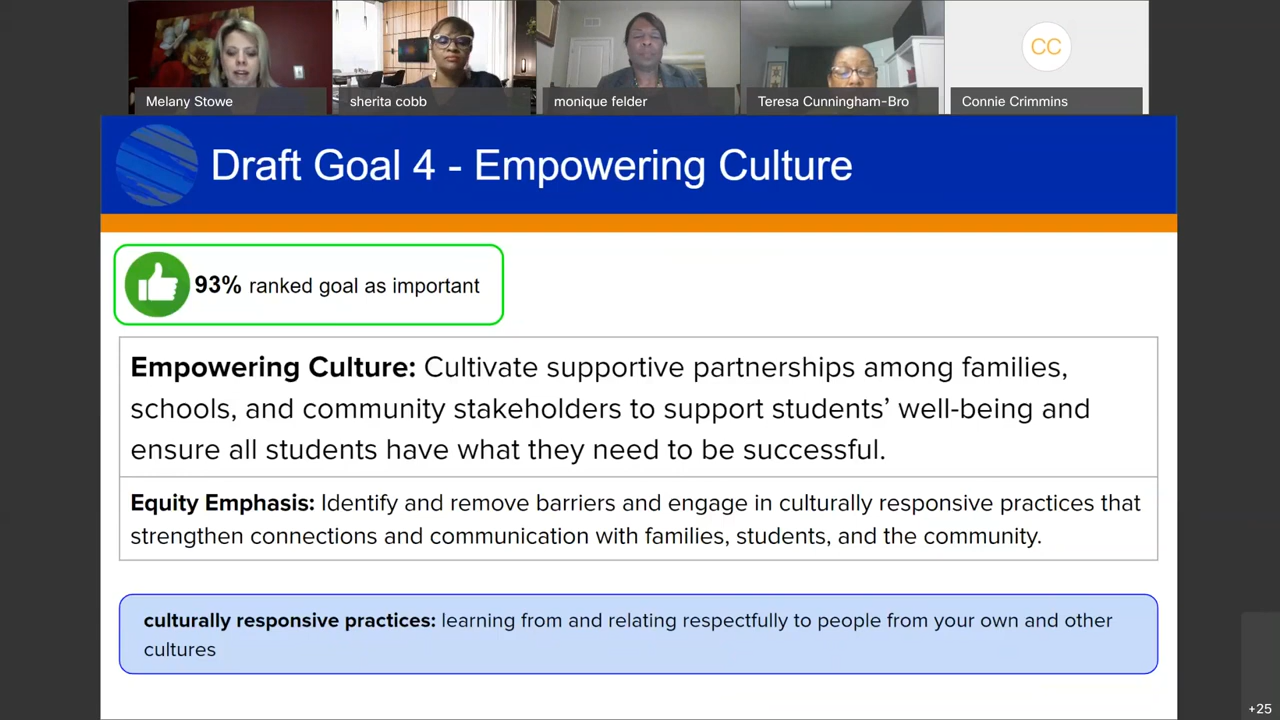 Melany Stowe
sherita cobb
monique felder
Teresa Cunningham-Bro
CC
Connie Crimmins
Draft Goal 4 - Empowering Culture
93% ranked goal as important
Empowering Culture: Cultivate supportive partnerships among families,
schools, and community stakeholders to support students’ well-being and
ensure all students have what they need to be successful.
Equity Emphasis: Identify and remove barriers and engage in culturally responsive practices that
strengthen connections and communication with families, students, and the community.
culturally responsive practices: learning from and relating respectfully to people from your own and other
cultures
+25